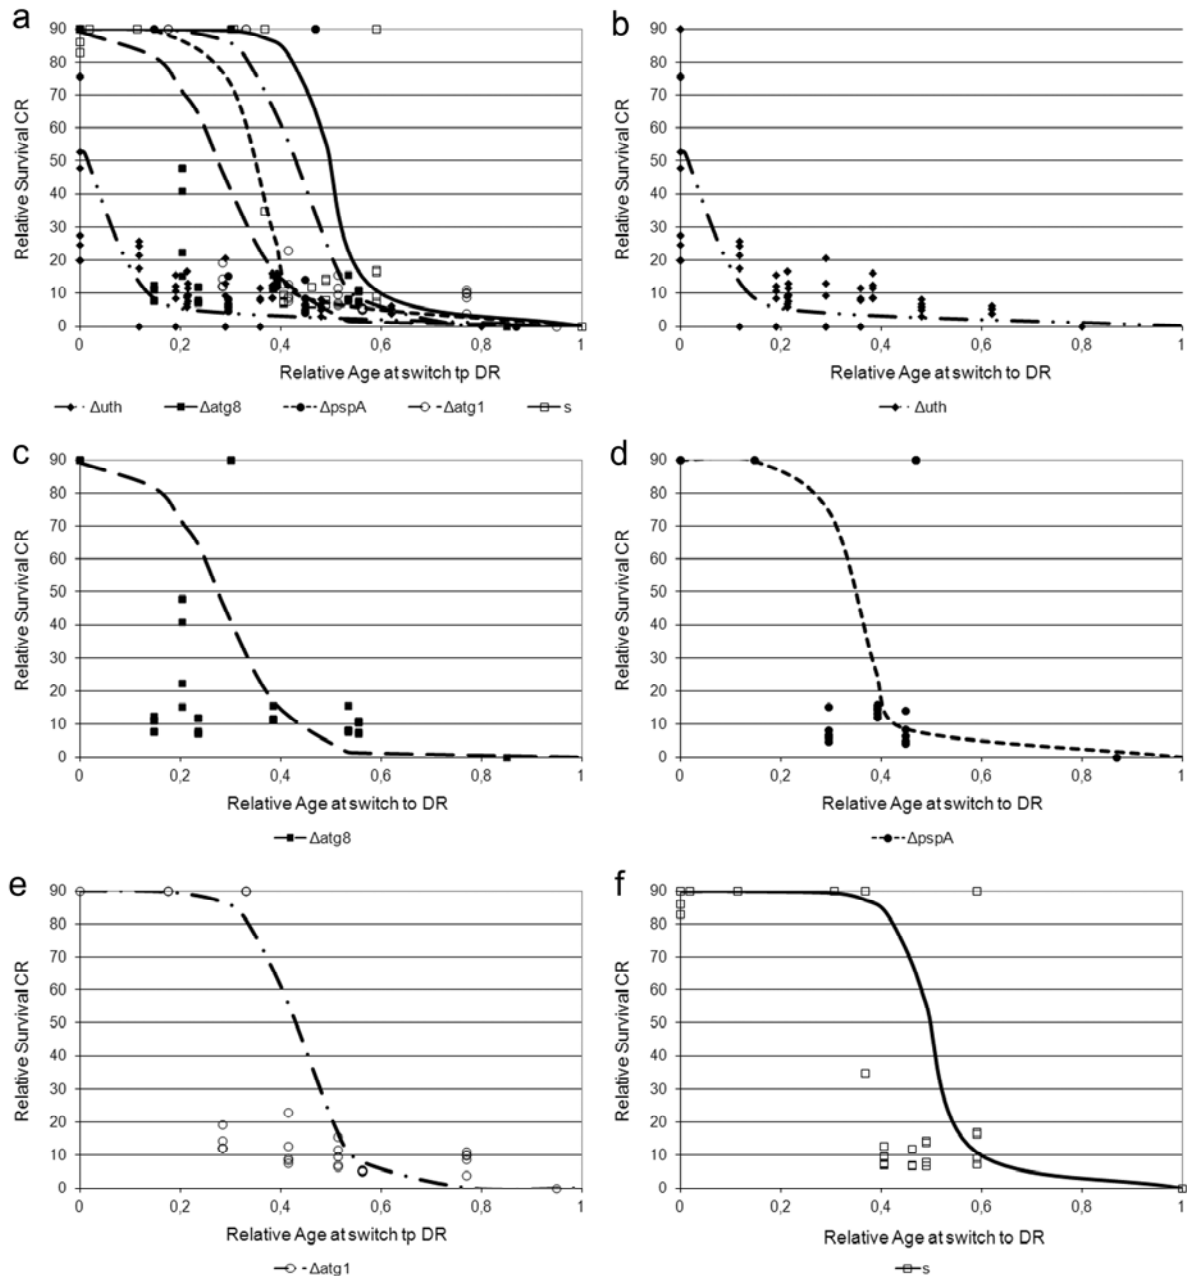 a
90
80
70
60
50
40
30
20
10
0
Relative Survival CR
0 0,2 0,4 0,6 0,8 1
Relative Age at switch tp DR
Δuth Δatg8 ΔpspA Δatg1 s
b
90
80
70
60
50
40
30
20
10
0
Relative Survival CR
0 0,2 0,4 0,6 0,8 1
Relative Age at switch to DR
Δuth
c
90
80
70
60
50
40
30
20
10
0
Relative Survival CR
0 0,2 0,4 0,6 0,8 1
Relative Age at switch to DR
Δatg8
d
90
80
70
60
50
40
30
20
10
0
Relative Survival CR
0 0,2 0,4 0,6 0,8 1
Relative Age at switch to DR
ΔpspA
e
90
80
70
60
50
40
30
20
10
0
Relative Survival CR
0 0,2 0,4 0,6 0,8 1
Relative Age at switch tp DR
Δatg1
f
90
80
70
60
50
40
30
20
10
0
Relative Survival CR
0 0,2 0,4 0,6 0,8 1
Relative Age at switch to DR
s